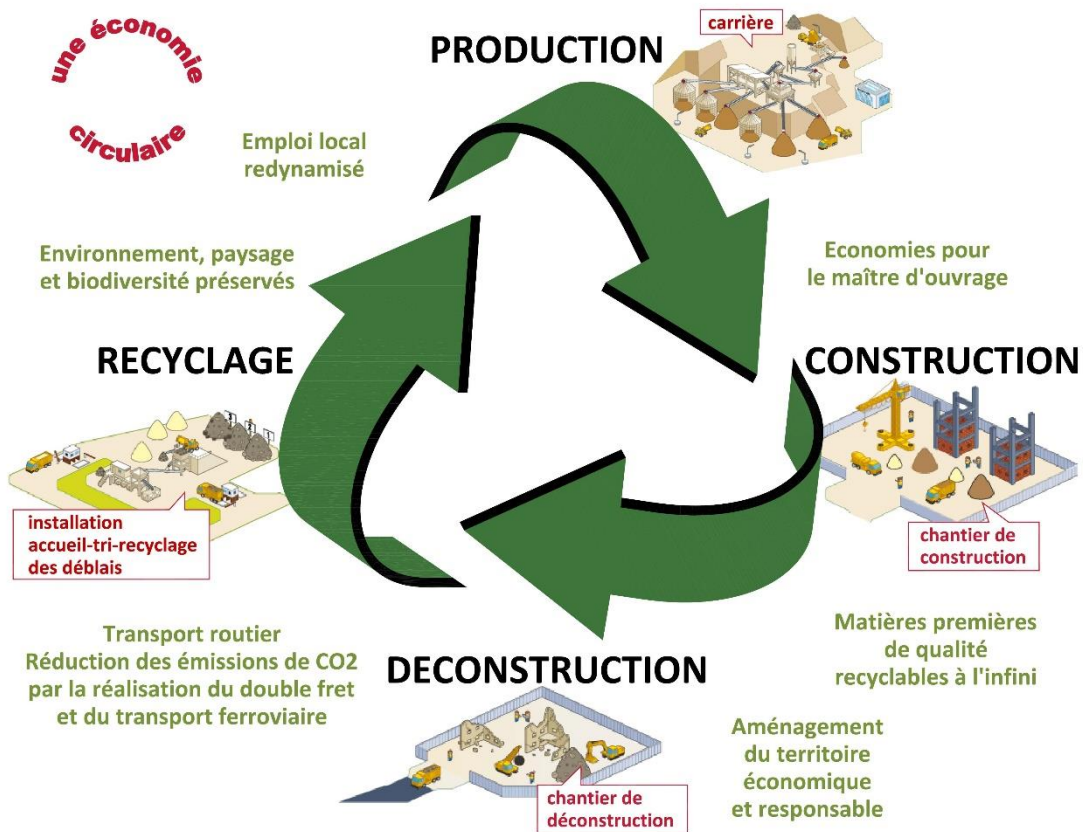 une économie
circulaire
PRODUCTION
carrière
Emploi local
redynamisé
Environnement, paysage
et biodiversité préservés
Economies pour
le maître d'ouvrage
RECYCLAGE
CONSTRUCTION
installation
accueil-tri-recyclage
des déblais
chantier de
construction
Transport routier
Réduction des émissions de CO2
par la réalisation du double fret
et du transport ferroviaire
Matières premières
de qualité
recyclables à l'infini
DECONSTRUCTION
chantier de
déconstruction
Aménagement
du territoire
économique
et responsable